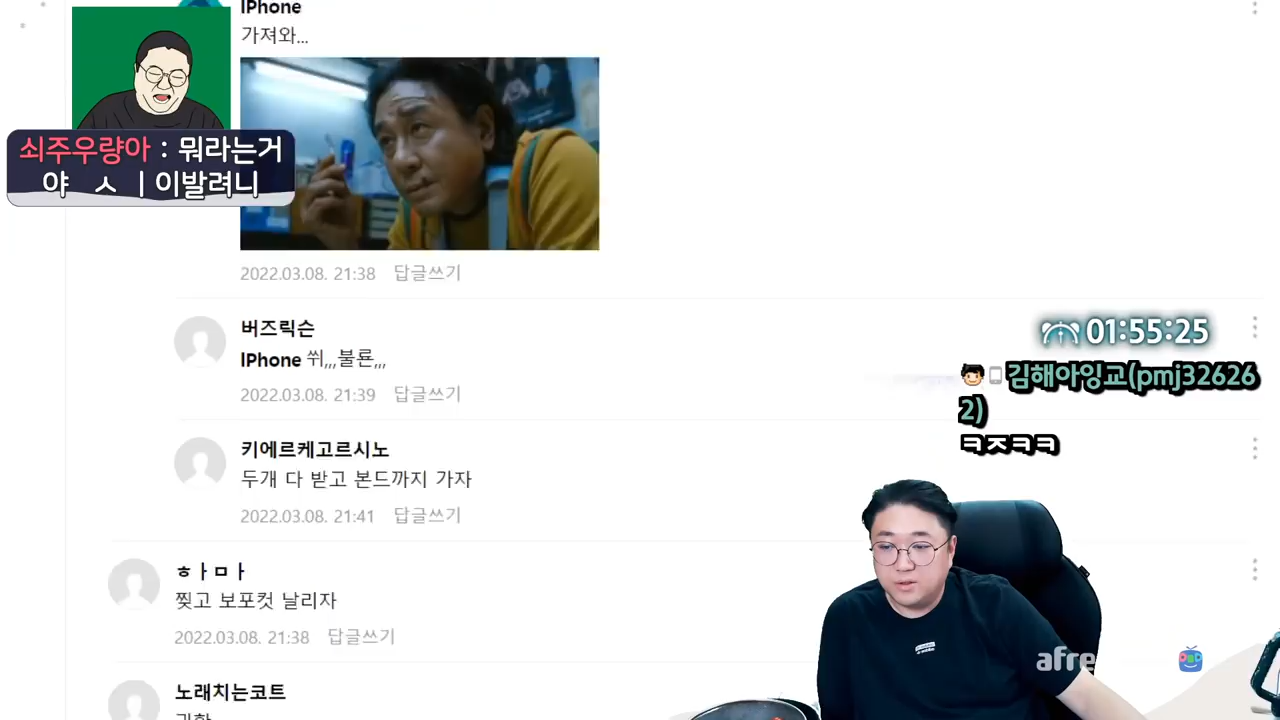 IPhone
가져와...
쇠주우량아 : 뭐라는거
야 ㅅㅣ이발려니
2022.03.08. 21:38 답글쓰기
버즈릭슨
IPhone 쒸,,,불룐,,,
2022.03.08. 21:39 답글쓰기
01:55:25
김해아잉교(pmj32626
2)
ㅋㅈㅋㅋ
키에르케고르시노
두개 다 받고 본드까지 가자
2022.03.08. 21:41 답글쓰기
ㅎㅏㅁㅏ
찢고 보포컷 날리자
2022.03.08. 21:38 답글쓰기
afre
노래치는코트